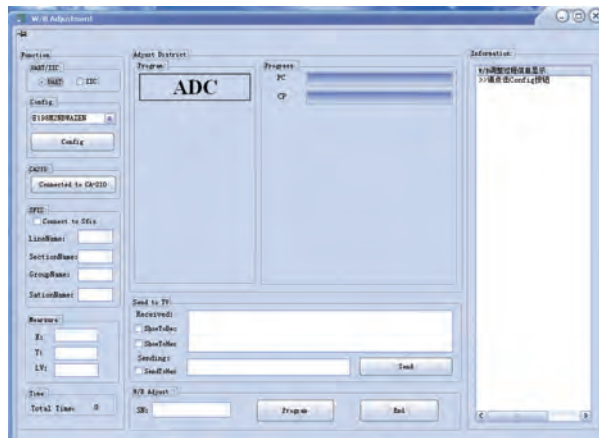 W/B Adjustment
Function
UART/IIC
UART
IIC
Config
Config
CA210
Connected to CA-210
SFIS
Connect to Sfis
LineName:
SectionName:
GroupName:
SationName:
Measure
X:
Y:
LV:
Time
Total Time: 0
Adjust District
Program
ADC
Progress
PC
CP
Send to TV
Received:
ShowToDec
ShowToHex
Sending:
SendToHex
Send
W/B Adjust
SN:
Program
End
Information:
W/B调整过程信息显示
>>请点击Config按钮